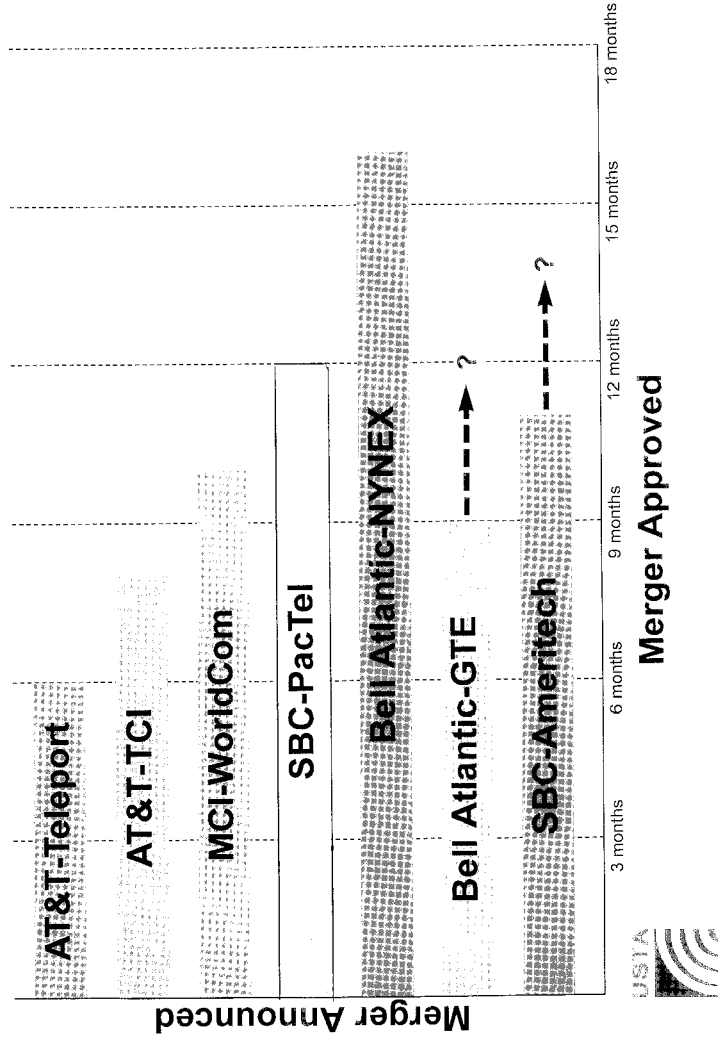 Merger Announced
AT&T-Teleport
AT&T-TCI
MCI-WorldCom
SBC-PacTel
Bell Atlantic-NYNEX
Bell Atlantic-GTE
?
SBC-Ameritech
?
3 months
6 months
9 months
12 months
15 months
18 months
Merger Approved
USTA